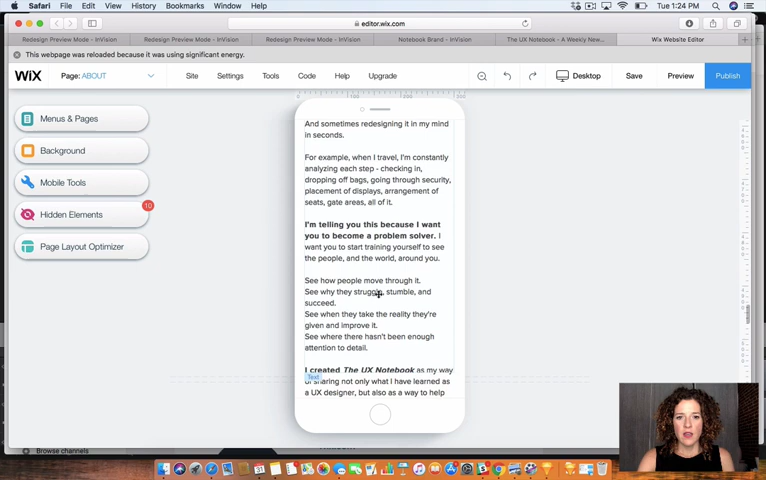 Safari File Edit View History Bookmarks Window Help
Tue 1:24 PM
editor.wix.com
Redesign Preview Mode - InVision
Redesign Preview Mode - InVision
Redesign Preview Mode - InVision
Notebook Brand - InVision
The UX Notebook - A Weekly New...
Wix Website Editor
This webpage was reloaded because it was using significant energy.
WiX
Page: ABOUT
Site
Settings
Tools
Code
Help
Upgrade
Desktop
Save
Preview
Publish
Menus & Pages
Background
Mobile Tools
Hidden Elements
10
Page Layout Optimizer
And sometimes redesigning it in my mind
in seconds.
For example, when I travel, I'm constantly
analyzing each step - checking in,
dropping off bags, going through security,
placement of displays, arrangement of
seats, gate areas, all of it.
I'm telling you this because I want
you to become a problem solver. I
want you to start training yourself to see
the people, and the world, around you.
See how people move through it.
See why they struggle, stumble, and
succeed.
See when they take the reality they're
given and improve it.
See where there hasn't been enough
attention to detail.
I created The UX Notebook as my way
Text
of sharing not only what I have learned as
a UX designer, but also as a way to help
Browse channels